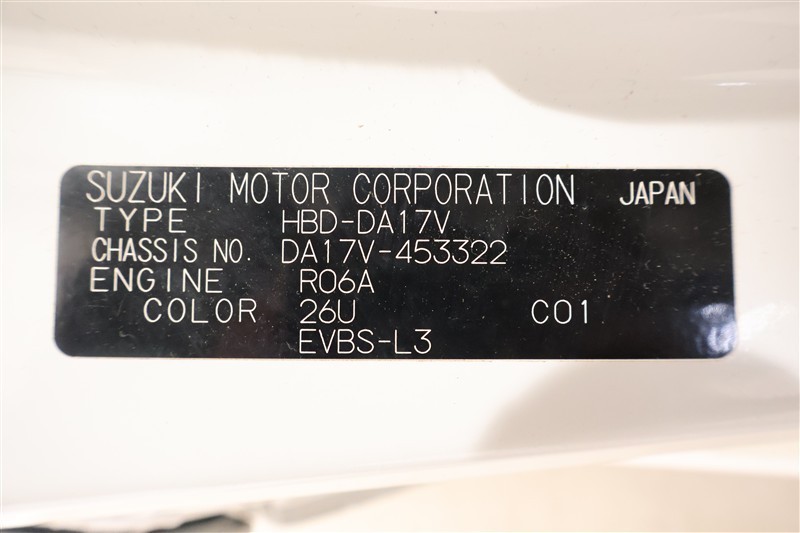 SUZUKI MOTOR CORPORATION JAPAN
TYPE HBD-DA17V
CHASSIS NO. DA17V-453322
ENGINE R06A
COLOR 26U C01
EVBS-L3